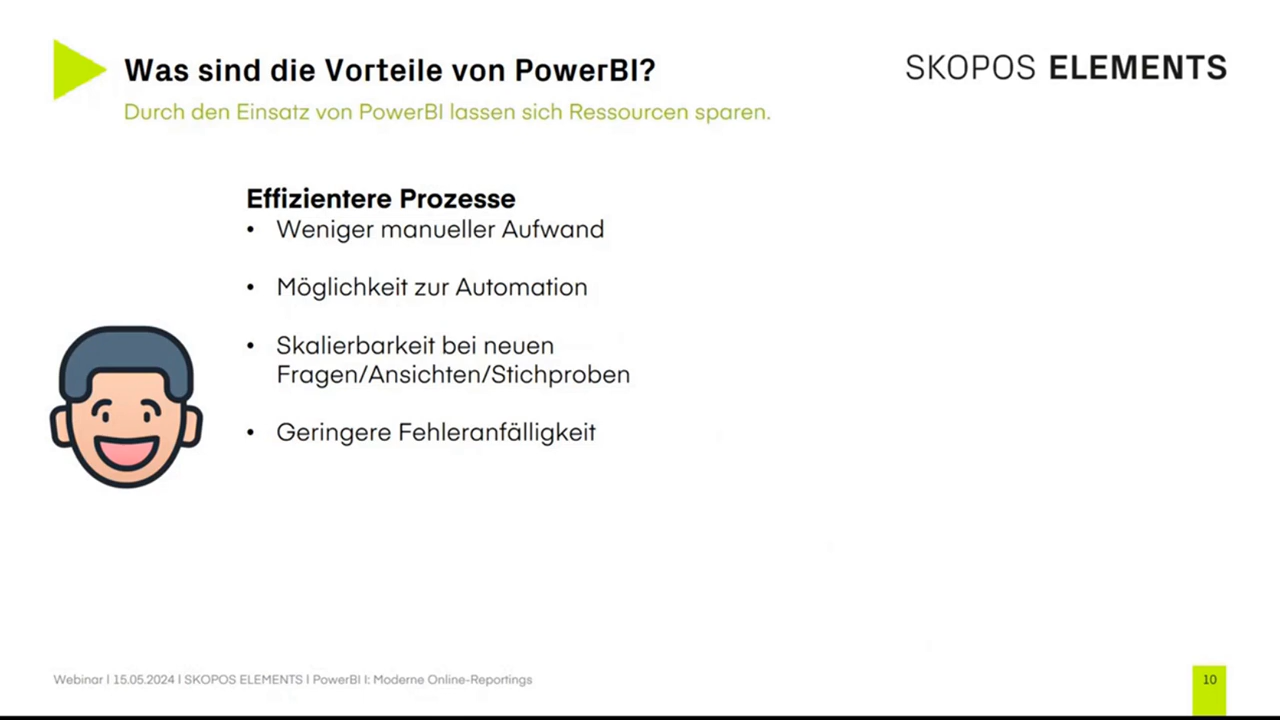 Was sind die Vorteile von PowerBI?
SKOPOS ELEMENTS
Durch den Einsatz von PowerBI lassen sich Ressourcen sparen.
Effizientere Prozesse
• Weniger manueller Aufwand
• Möglichkeit zur Automation
• Skalierbarkeit bei neuen
Fragen/Ansichten/Stichproben
• Geringere Fehleranfälligkeit
Webinar I 15.05.2024 I SKOPOS ELEMENTS I PowerBI I: Moderne Online-Reportings
10